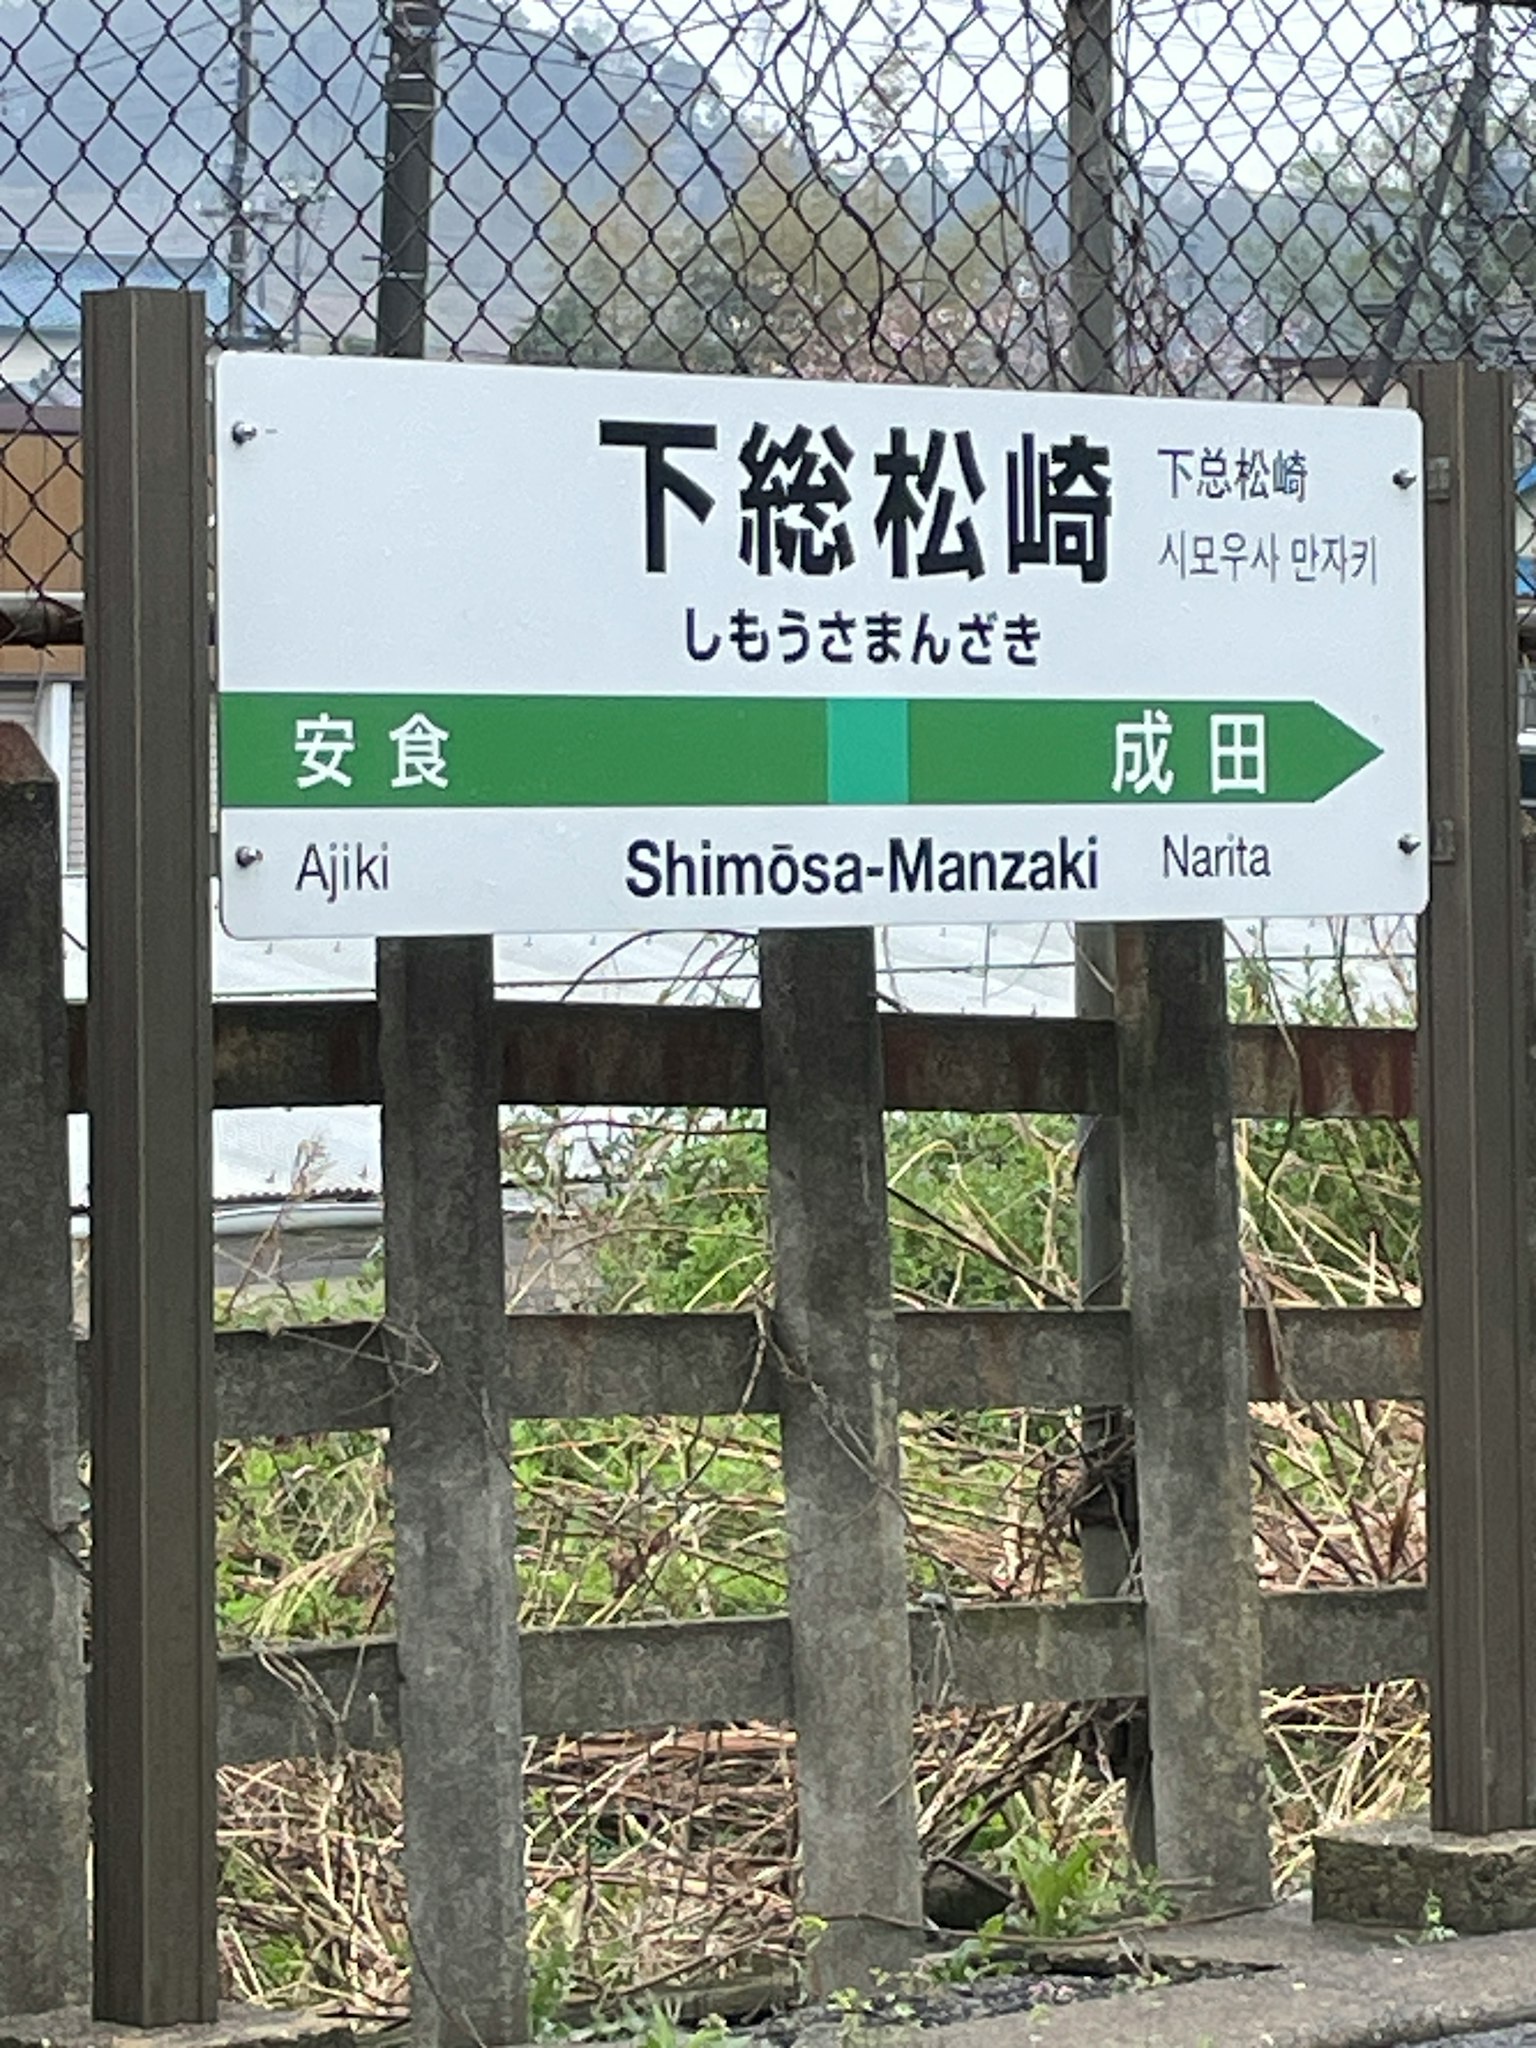 下総松崎
下总松崎
시모우사 만자키
しもうさまんざき
安食 成田
Ajiki Shimōsa-Manzaki Narita